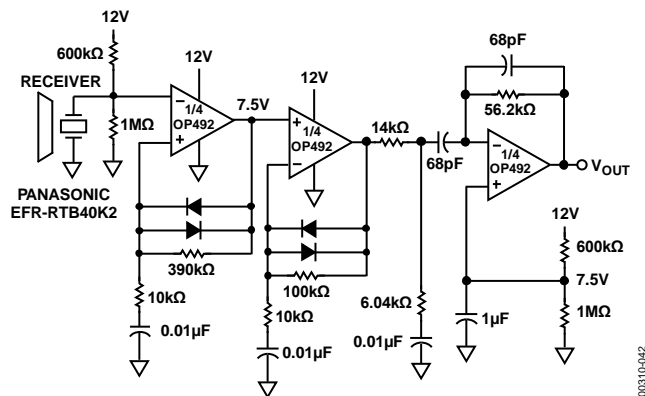 12V
600kΩ
RECEIVER
1MΩ
PANASONIC
EFR-RTB40K2
12V
–
1/4
OP492
+
7.5V
390kΩ
10kΩ
0.01µF
12V
+
1/4
OP492
–
100kΩ
10kΩ
0.01µF
14kΩ
6.04kΩ
0.01µF
68pF
68pF
56.2kΩ
–
1/4
OP492
+
VOUT
12V
600kΩ
7.5V
1µF
1MΩ
00310-042